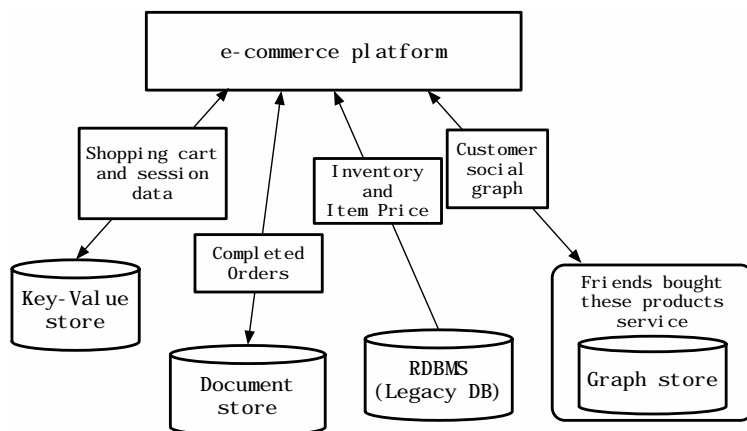 e-commerce platform
Shopping cart
and session
data
Inventory
and
Item Price
Customer
social
graph
Completed
Orders
Key-Value
store
Document
store
RDBMS
(Legacy DB)
Friends bought
these products
service
Graph store